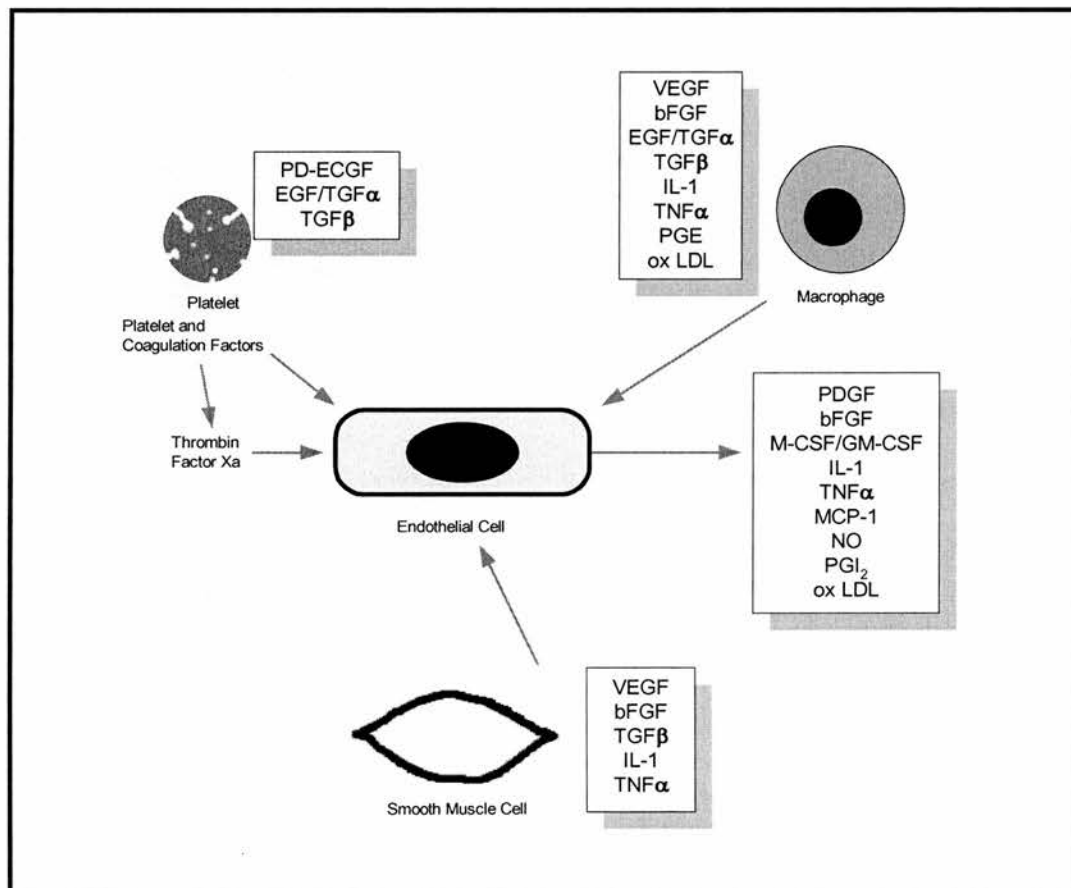 PD-ECGF
EGF/TGFα
TGFβ
Platelet
Platelet and
Coagulation Factors
Thrombin
Factor Xa
VEGF
bFGF
EGF/TGFα
TGFβ
IL-1
TNFα
PGE
ox LDL
Macrophage
Endothelial Cell
PDGF
bFGF
M-CSF/GM-CSF
IL-1
TNFα
MCP-1
NO
PGI₂
ox LDL
Smooth Muscle Cell
VEGF
bFGF
TGFβ
IL-1
TNFα